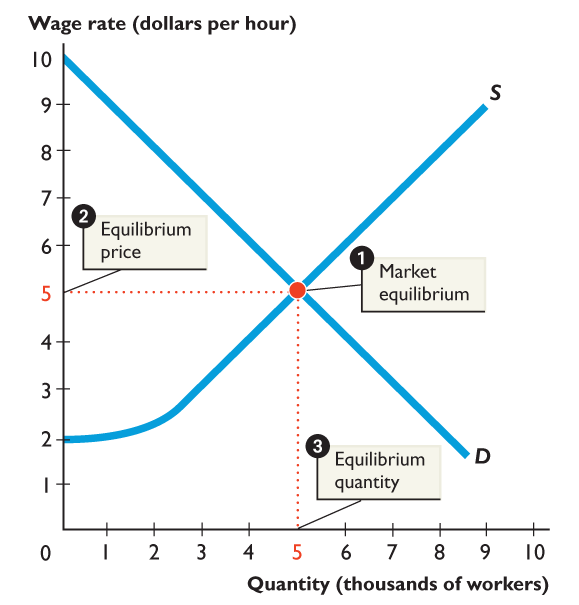 Wage rate (dollars per hour)
10
9
8
7
6
5
4
3
2
1
0
1 2 3 4 5 6 7 8 9 10
Quantity (thousands of workers)
S
D
1
Market
equilibrium
2
Equilibrium
price
3
Equilibrium
quantity